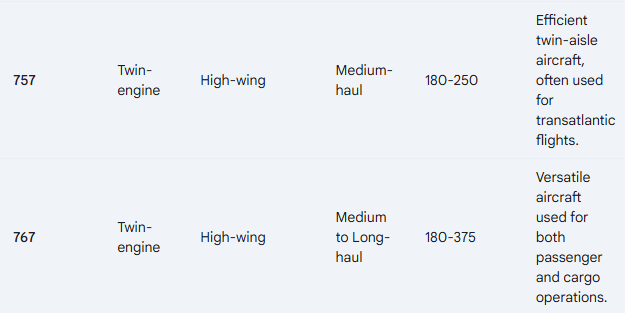 757
Twin-
engine
High-wing
Medium-
haul
180-250
Efficient
twin-aisle
aircraft,
often used
for
transatlantic
flights.
767
Twin-
engine
High-wing
Medium
to Long-
haul
180-375
Versatile
aircraft
used for
both
passenger
and cargo
operations.